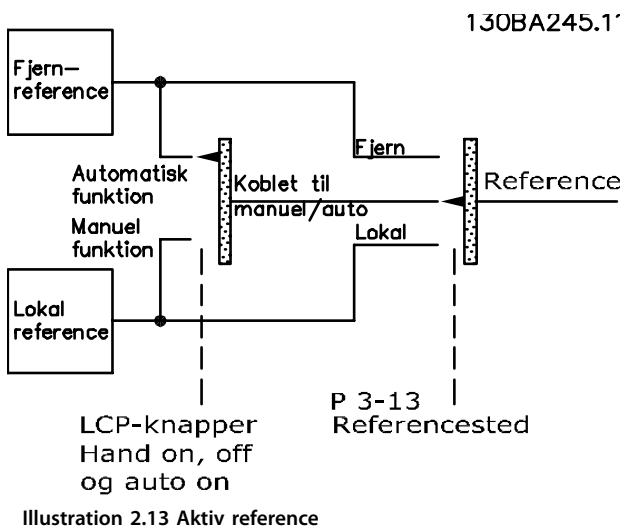 130BA245.11
Fjern-
reference
Automatisk
funktion
Manuel
funktion
Lokal
reference
Koblet til
manuel/auto
Fjern
Lokal
Reference
LCP-knapper
Hand on, off
og auto on
P 3-13
Referencested
Illustration 2.13 Aktiv reference